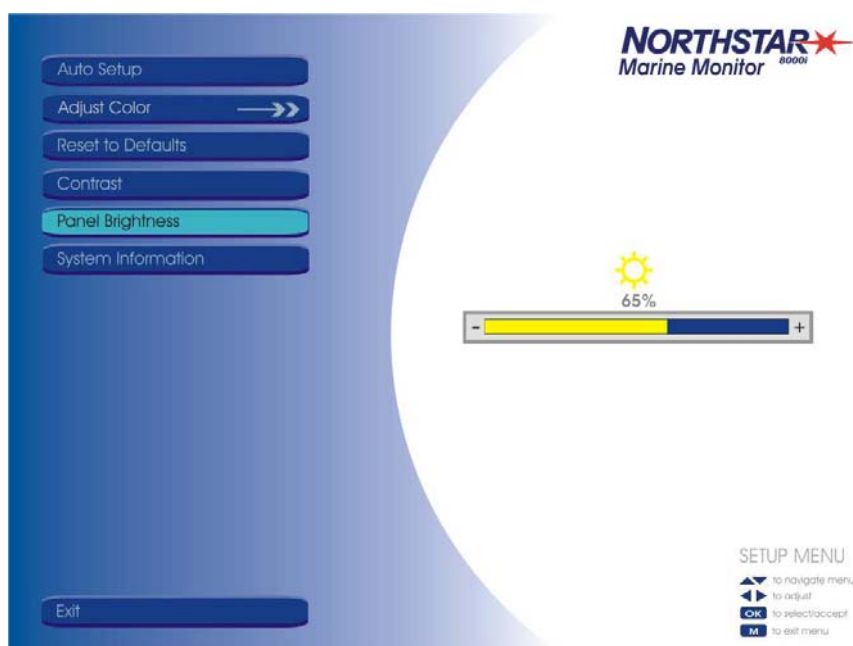 NORTHSTAR
Marine Monitor 8000i
Auto Setup
Adjust Color
Reset to Defaults
Contrast
Panel Brightness
System Information
65%
- +
SETUP MENU
to navigate menu
to adjust
OK to select/accept
M to exit menu
Exit